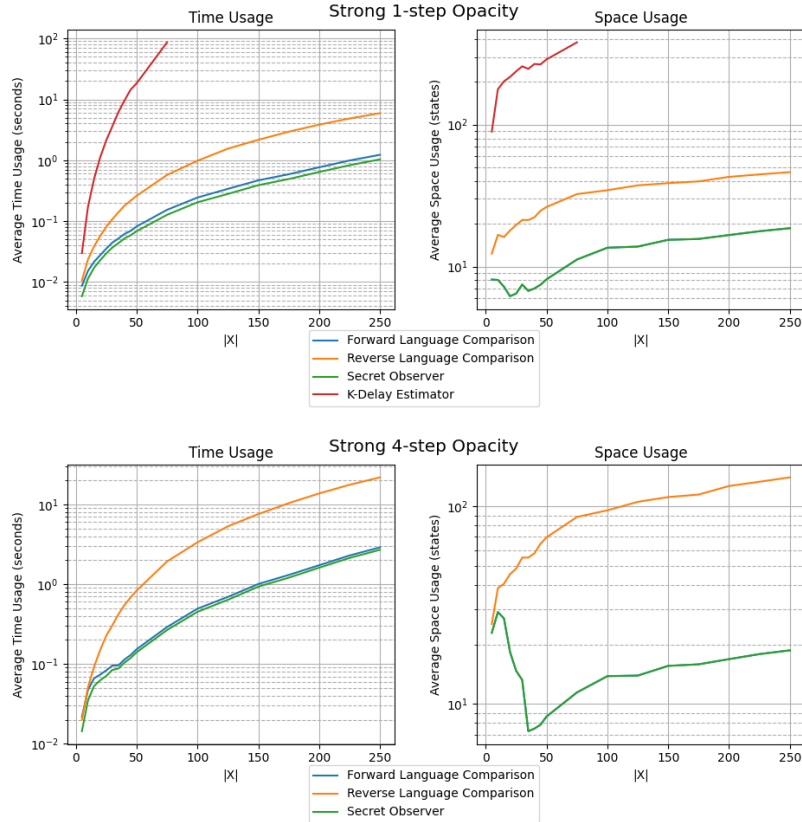 Strong 1-step Opacity
Time Usage
Space Usage
Average Time Usage (seconds)
10²
10¹
10⁰
10⁻¹
10⁻²
0 50 100 150 200 250
|X|
Average Space Usage (states)
10²
10¹
0 50 100 150 200 250
|X|
Forward Language Comparison
Reverse Language Comparison
Secret Observer
K-Delay Estimator
Strong 4-step Opacity
Time Usage
Space Usage
Average Time Usage (seconds)
10¹
10⁰
10⁻¹
10⁻²
0 50 100 150 200 250
|X|
Average Space Usage (states)
10²
10¹
0 50 100 150 200 250
|X|
Forward Language Comparison
Reverse Language Comparison
Secret Observer